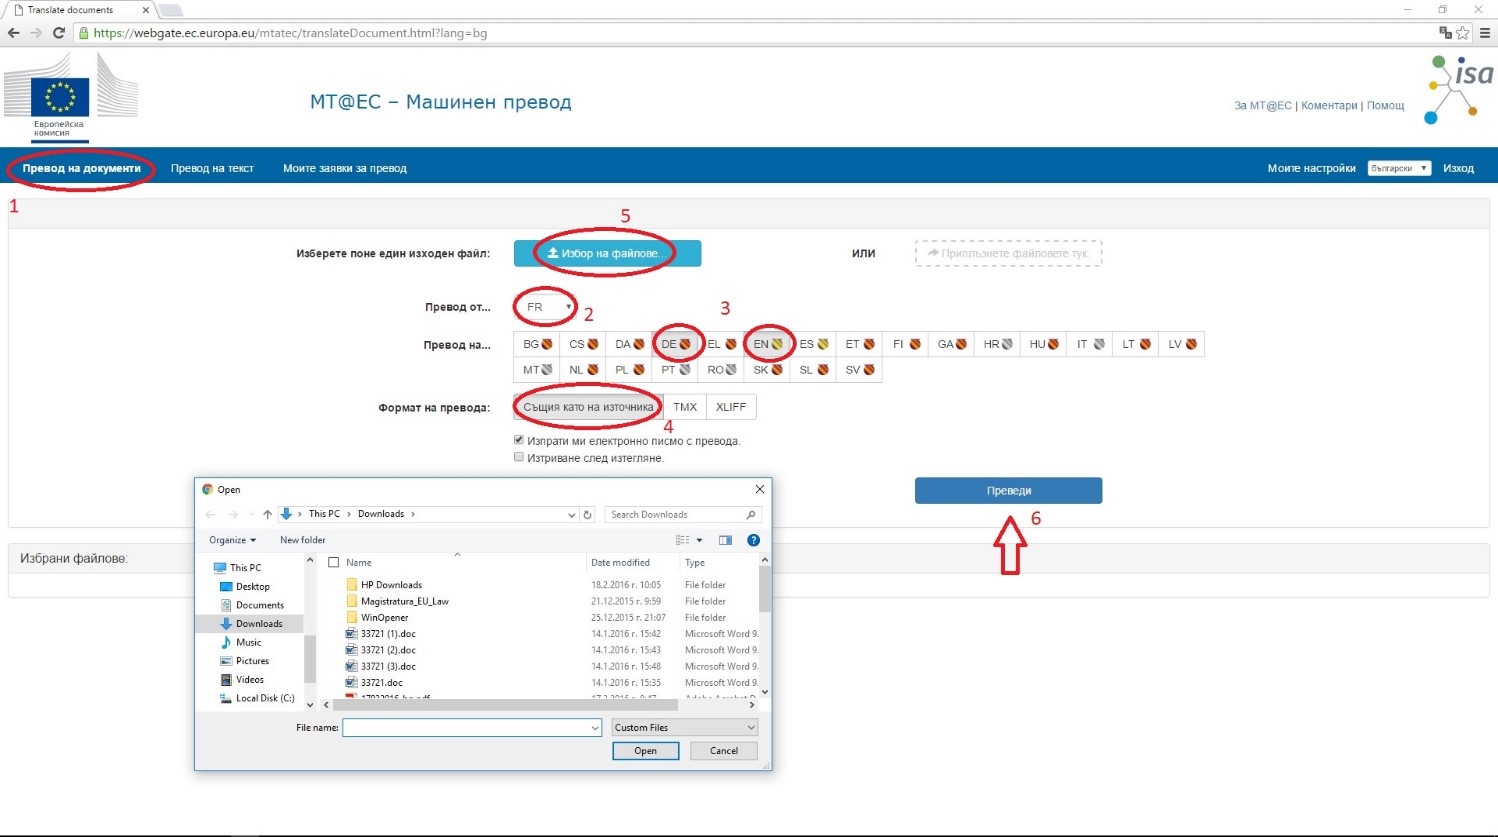 Translate documents
https://webgate.ec.europa.eu/mtatec/translateDocument.html?lang=bg
Европейска
комисия
MT@EC – Машинен превод
За MT@EC | Коментари | Помощ
isa
Превод на документи
Превод на текст
Моите заявки за превод
Моите настройки
български
Изход
1
5
Изберете поне един изходен файл:
Избор на файлове...
ИЛИ
Приплъзнете файловете тук.
Превод от...
FR
2
3
Превод на...
BG CS DA DE EL EN ES ET FI GA HR HU IT LT LV
MT NL PL PT RO SK SL SV
Формат на превода:
Същия като на източника
TMX
XLIFF
4
Изпрати ми електронно писмо с превода.
Изтриване след изтегляне.
Преведи
6
Избрани файлове:
Open
This PC > Downloads >
Search Downloads
Organize
New folder
This PC
Desktop
Documents
Downloads
Music
Pictures
Videos
Local Disk (C:)
Name Date modified Type
HP Downloads 18.2.2016 г. 10:05 File folder
Magistratura_EU_Law 21.12.2015 г. 9:59 File folder
WinOpener 25.12.2015 г. 21:07 File folder
33721 (1).doc 14.1.2016 г. 15:42 Microsoft Word 9.
33721 (2).doc 14.1.2016 г. 15:43 Microsoft Word 9.
33721 (3).doc 14.1.2016 г. 15:48 Microsoft Word 9.
33721.doc 14.1.2016 г. 15:35 Microsoft Word 9.
File name:
Custom Files
Open
Cancel